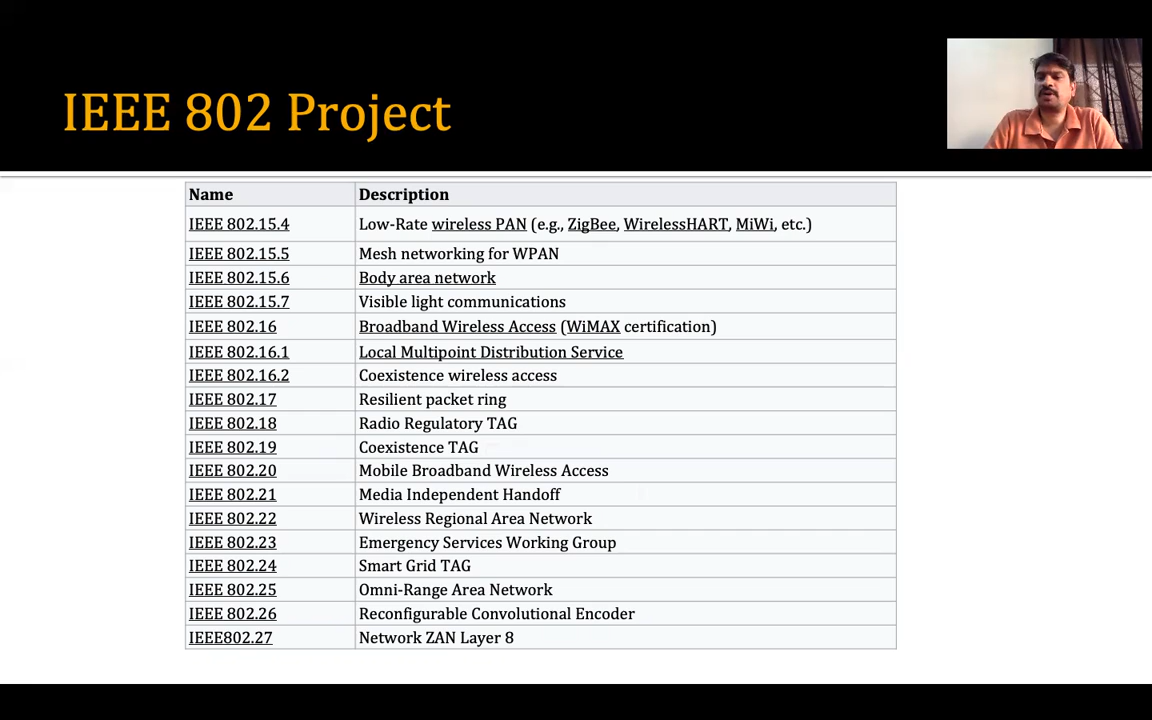 IEEE 802 Project
Name Description
IEEE 802.15.4 Low-Rate wireless PAN (e.g., ZigBee, WirelessHART, MiWi, etc.)
IEEE 802.15.5 Mesh networking for WPAN
IEEE 802.15.6 Body area network
IEEE 802.15.7 Visible light communications
IEEE 802.16 Broadband Wireless Access (WiMAX certification)
IEEE 802.16.1 Local Multipoint Distribution Service
IEEE 802.16.2 Coexistence wireless access
IEEE 802.17 Resilient packet ring
IEEE 802.18 Radio Regulatory TAG
IEEE 802.19 Coexistence TAG
IEEE 802.20 Mobile Broadband Wireless Access
IEEE 802.21 Media Independent Handoff
IEEE 802.22 Wireless Regional Area Network
IEEE 802.23 Emergency Services Working Group
IEEE 802.24 Smart Grid TAG
IEEE 802.25 Omni-Range Area Network
IEEE 802.26 Reconfigurable Convolutional Encoder
IEEE802.27 Network ZAN Layer 8